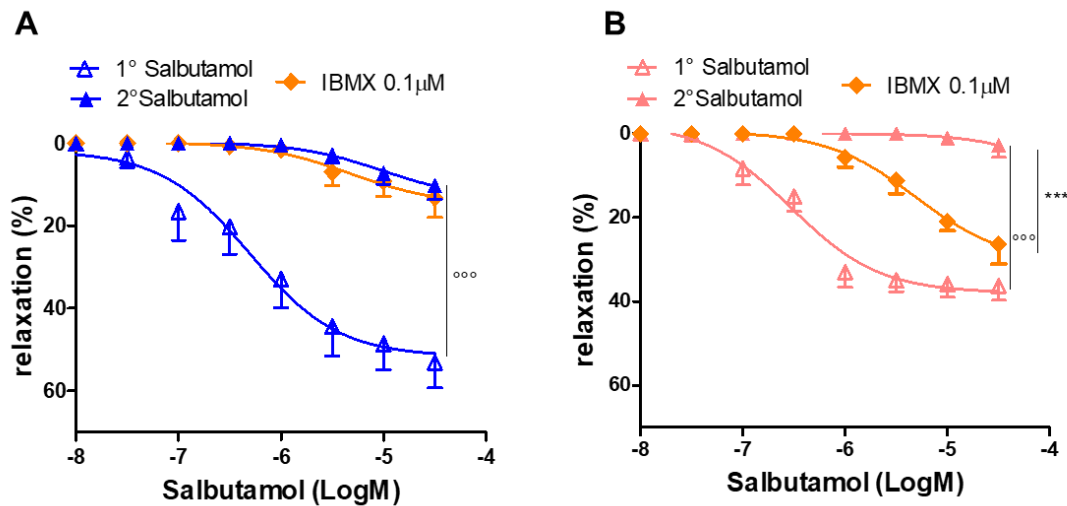 A
1° Salbutamol
2°Salbutamol
IBMX 0.1µM
0
20
40
60
relaxation (%)
-8
-7
-6
-5
-4
Salbutamol (LogM)
°°°
B
1° Salbutamol
2°Salbutamol
IBMX 0.1µM
0
20
40
60
relaxation (%)
-8
-7
-6
-5
-4
Salbutamol (LogM)
°°°
***